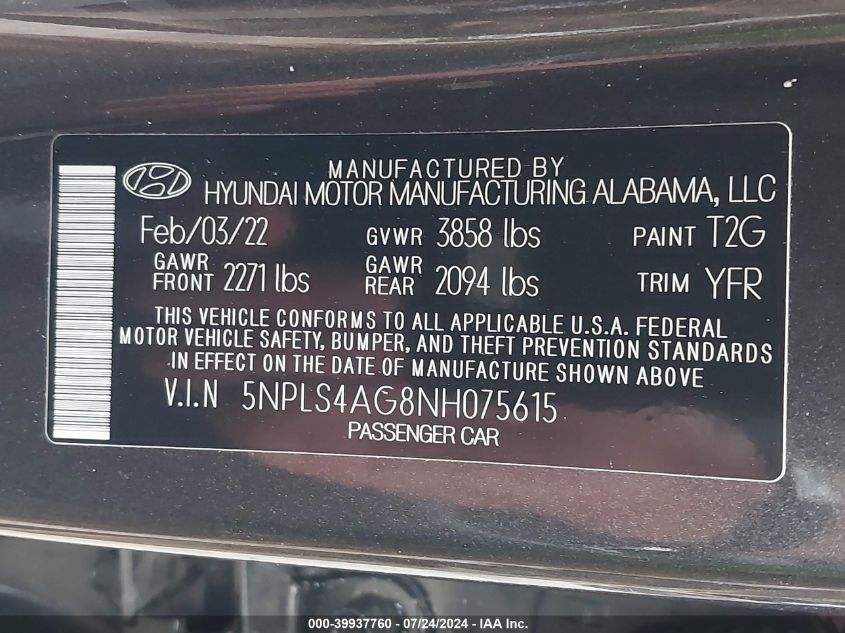 MANUFACTURED BY
HYUNDAI MOTOR MANUFACTURING ALABAMA, LLC
Feb/03/22 GVWR 3858 lbs PAINT T2G
GAWR FRONT 2271 lbs GAWR REAR 2094 lbs TRIM YFR
THIS VEHICLE CONFORMS TO ALL APPLICABLE U.S.A. FEDERAL
MOTOR VEHICLE SAFETY, BUMPER, AND THEFT PREVENTION STANDARDS
IN EFFECT ON THE DATE OF MANUFACTURE SHOWN ABOVE
V.I.N 5NPLS4AG8NH075615
PASSENGER CAR
000-39937760 - 07/24/2024 - IAA Inc.